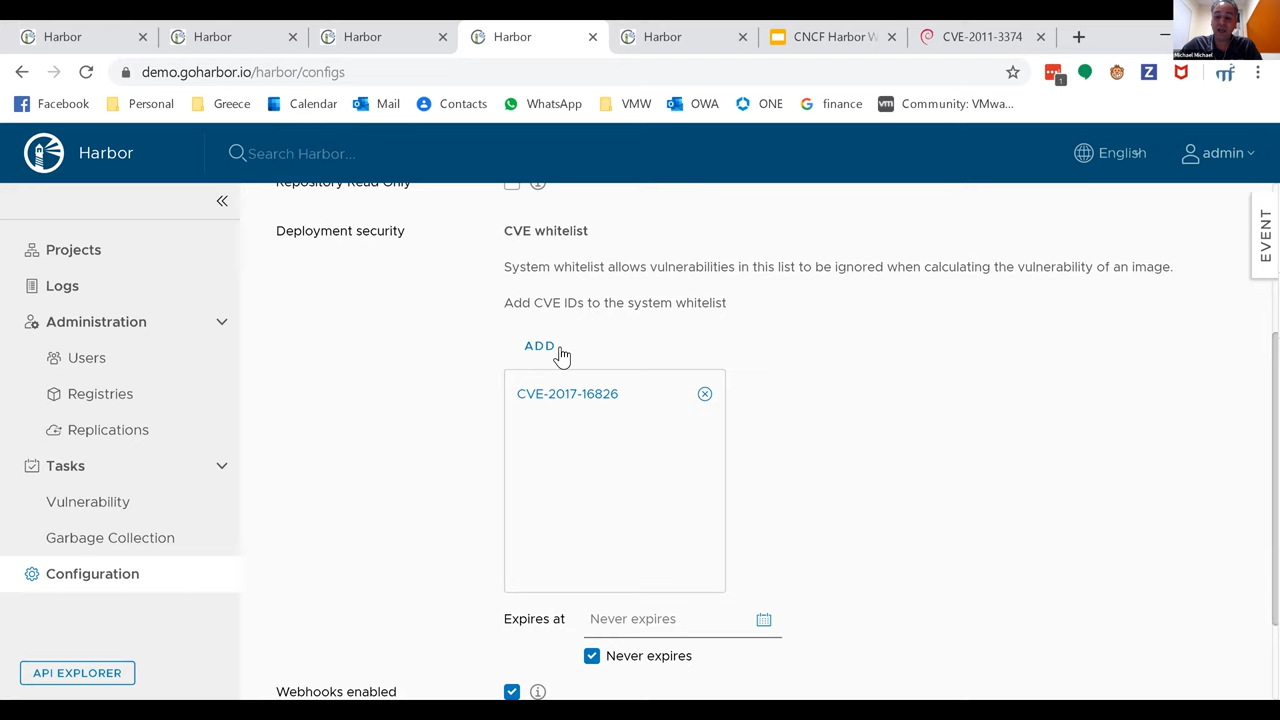 Harbor
Harbor
Harbor
Harbor
Harbor
CNCF Harbor W
CVE-2011-3374
Michael Michael
demo.goharbor.io/harbor/configs
1
Facebook
Personal
Greece
Calendar
Mail
Contacts
WhatsApp
VMW
OWA
ONE
finance
vm
Community: VMwa...
Harbor
Search Harbor...
English
admin
EVENT
Projects
Logs
Administration
Users
Registries
Replications
Tasks
Vulnerability
Garbage Collection
Configuration
API EXPLORER
Repository Read Only
Deployment security
CVE whitelist
System whitelist allows vulnerabilities in this list to be ignored when calculating the vulnerability of an image.
Add CVE IDs to the system whitelist
ADD
CVE-2017-16826
Expires at
Never expires
Never expires
Webhooks enabled